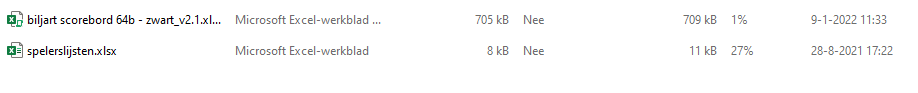 biljart scorebord 64b - zwart_v2.1.xl... Microsoft Excel-werkblad ... 705 kB Nee 709 kB 1% 9-1-2022 11:33
spelerslijsten.xlsx Microsoft Excel-werkblad 8 kB Nee 11 kB 27% 28-8-2021 17:22